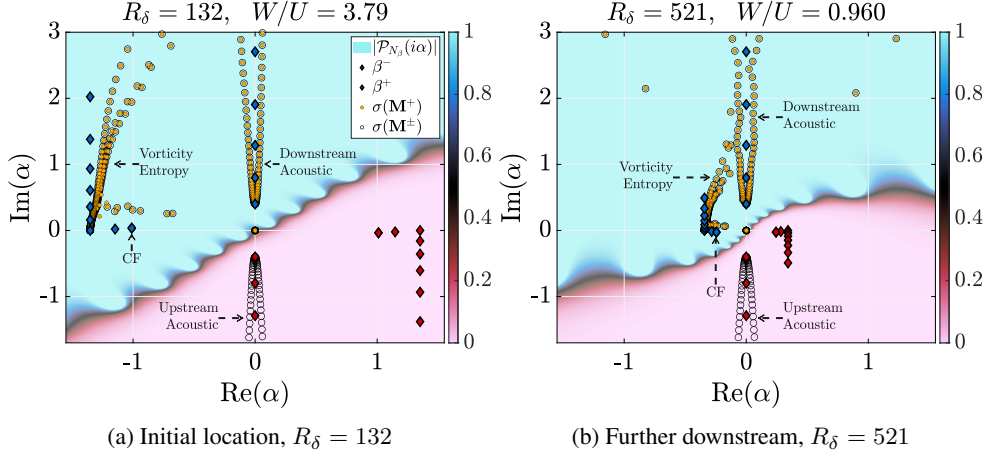 R_δ = 132, W/U = 3.79
3
2
1
0
-1
Im(α)
-1
0
1
Re(α)
|P_{N_β}(iα)|
β⁻
β⁺
σ(M⁺)
σ(M^±)
Vorticity
Entropy
Downstream
Acoustic
CF
Upstream
Acoustic
1
0.8
0.6
0.4
0.2
0
(a) Initial location, R_δ = 132
R_δ = 521, W/U = 0.960
3
2
1
0
-1
Im(α)
-1
0
1
Re(α)
Downstream
Acoustic
Vorticity
Entropy
CF
Upstream
Acoustic
1
0.8
0.6
0.4
0.2
0
(b) Further downstream, R_δ = 521